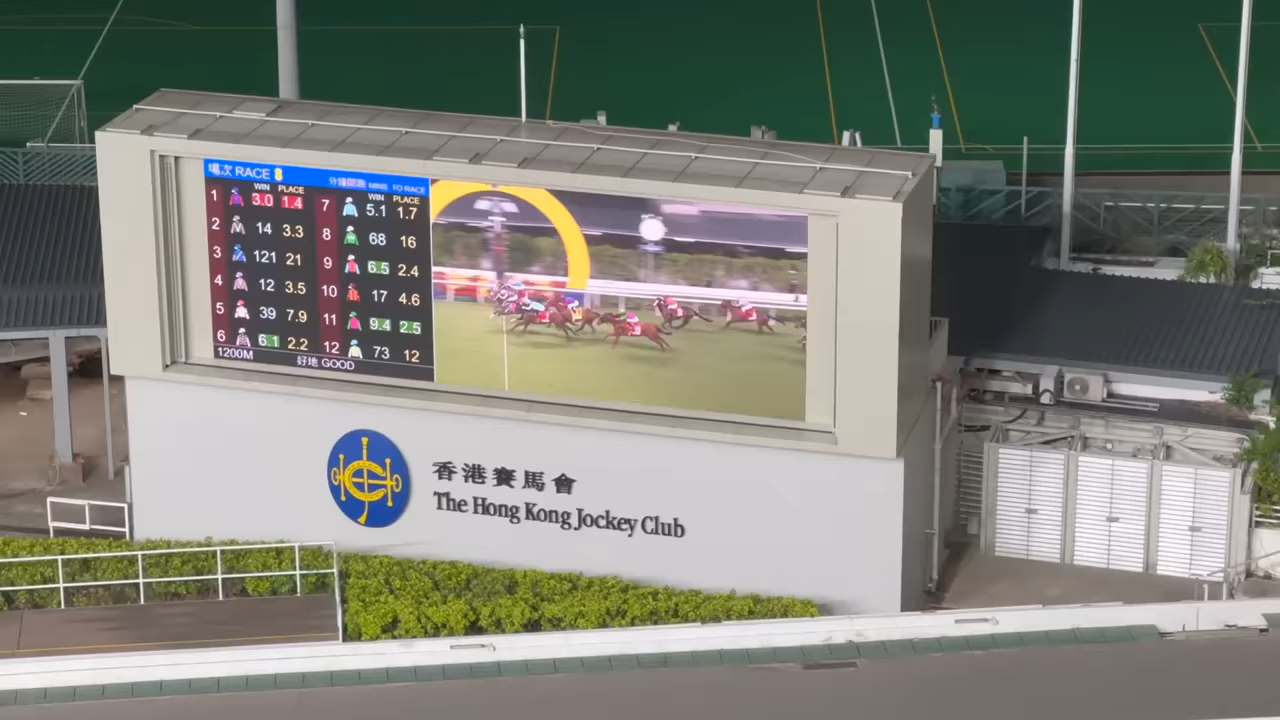 場次 RACE 8
分鐘開跑 MINS TO RACE
WIN PLACE WIN PLACE
1 3.0 1.4 7 5.1 1.7
2 14 3.3 8 68 16
3 121 21 9 6.5 2.4
4 12 3.5 10 17 4.6
5 39 7.9 11 9.4 2.5
6 6.1 2.2 12 73 12
1200M 好地 GOOD
香港賽馬會
The Hong Kong Jockey Club